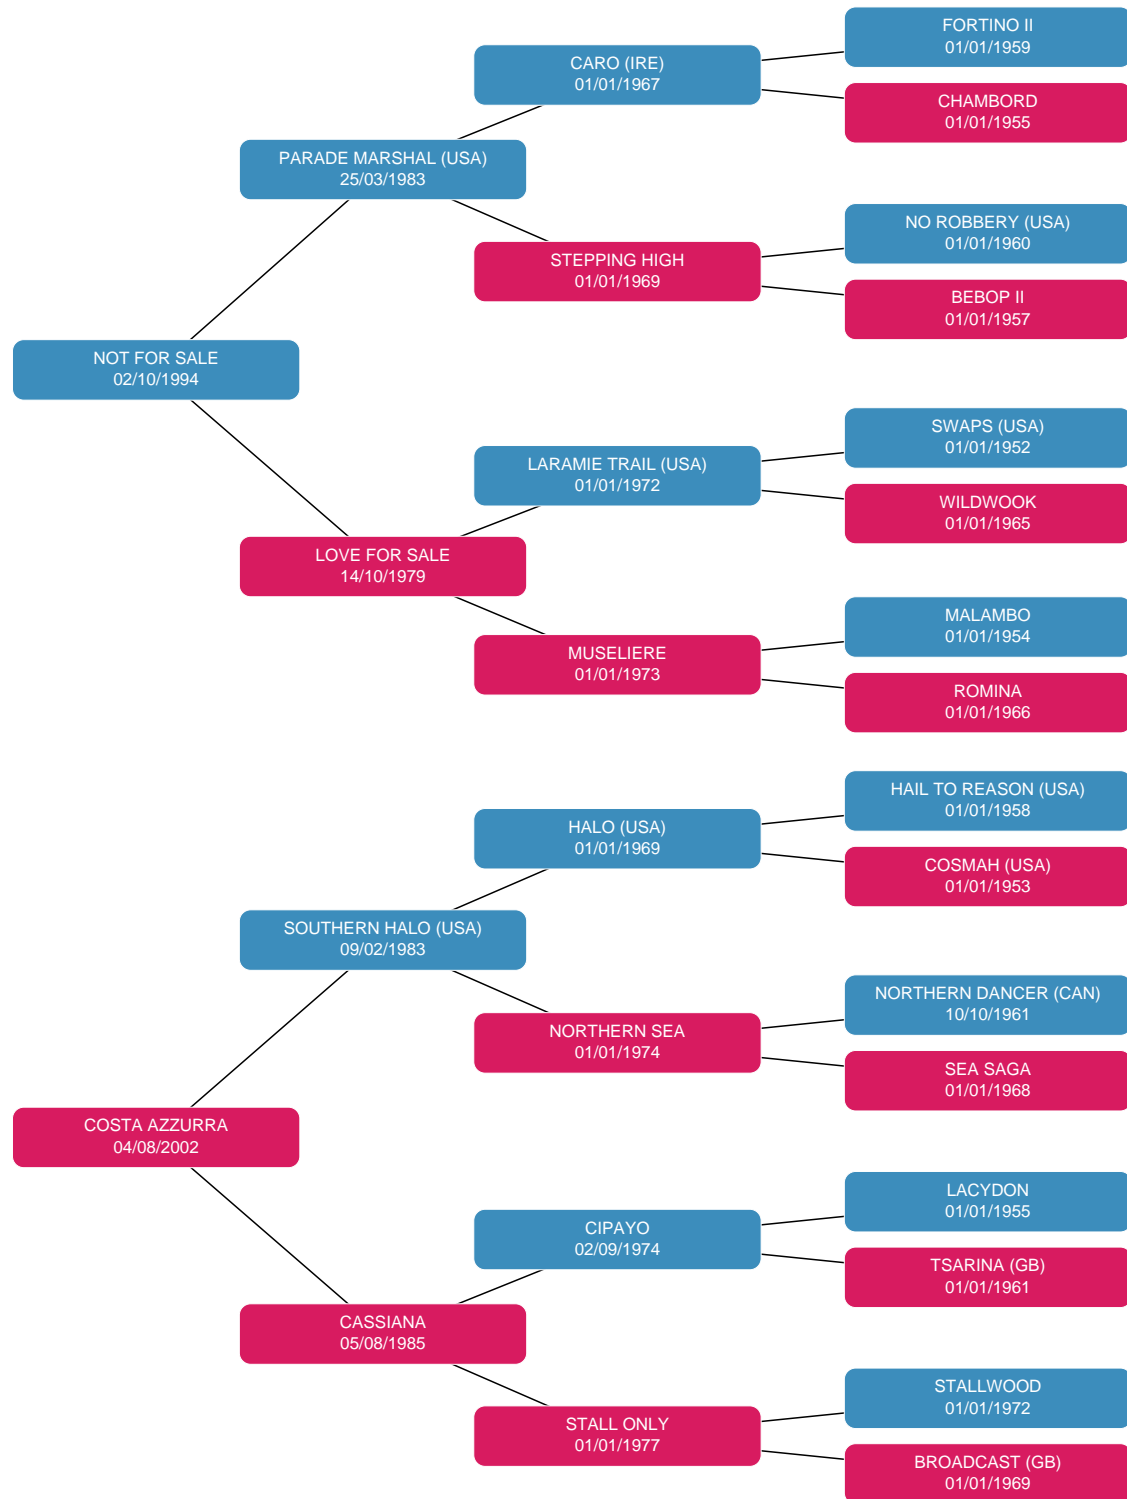 FORTINO II
01/01/1959
CARO (IRE)
01/01/1967
CHAMBORD
01/01/1955
PARADE MARSHAL (USA)
25/03/1983
NO ROBBERY (USA)
01/01/1960
STEPPING HIGH
01/01/1969
BEBOP II
01/01/1957
NOT FOR SALE
02/10/1994
SWAPS (USA)
01/01/1952
LARAMIE TRAIL (USA)
01/01/1972
WILDWOOK
01/01/1965
LOVE FOR SALE
14/10/1979
MALAMBO
01/01/1954
MUSELIERE
01/01/1973
ROMINA
01/01/1966
HAIL TO REASON (USA)
01/01/1958
HALO (USA)
01/01/1969
COSMAH (USA)
01/01/1953
SOUTHERN HALO (USA)
09/02/1983
NORTHERN DANCER (CAN)
10/10/1961
NORTHERN SEA
01/01/1974
SEA SAGA
01/01/1968
COSTA AZZURRA
04/08/2002
LACYDON
01/01/1955
CIPAYO
02/09/1974
TSARINA (GB)
01/01/1961
CASSIANA
05/08/1985
STALLWOOD
01/01/1972
STALL ONLY
01/01/1977
BROADCAST (GB)
01/01/1969